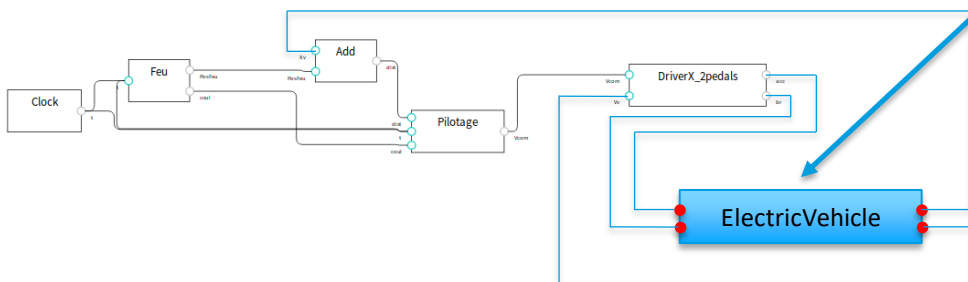 Clock
t
Feu
t
PosFeu
coul
Add
Xv
PosFeu
dist
Pilotage
dist
t
coul
Vcom
DriverX_2pedals
Vcom
Vv
acc
br
ElectricVehicle